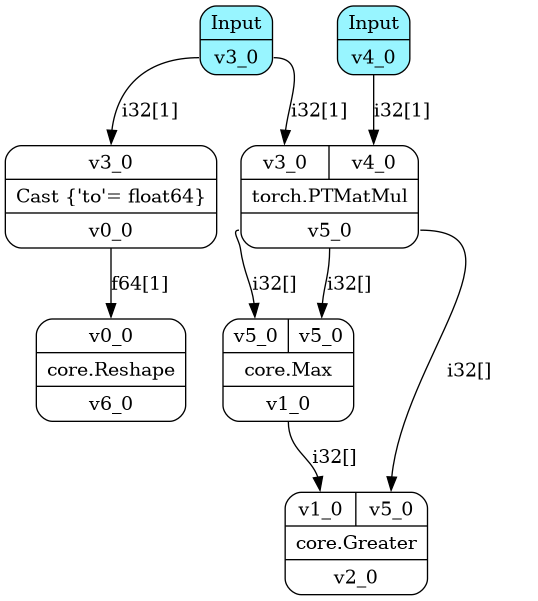 Input
v3_0
Input
v4_0
i32[1]
i32[1]
i32[1]
v3_0
Cast {'to'= float64}
v0_0
v3_0 v4_0
torch.PTMatMul
v5_0
f64[1]
i32[]
i32[]
i32[]
v0_0
core.Reshape
v6_0
v5_0 v5_0
core.Max
v1_0
i32[]
v1_0 v5_0
core.Greater
v2_0